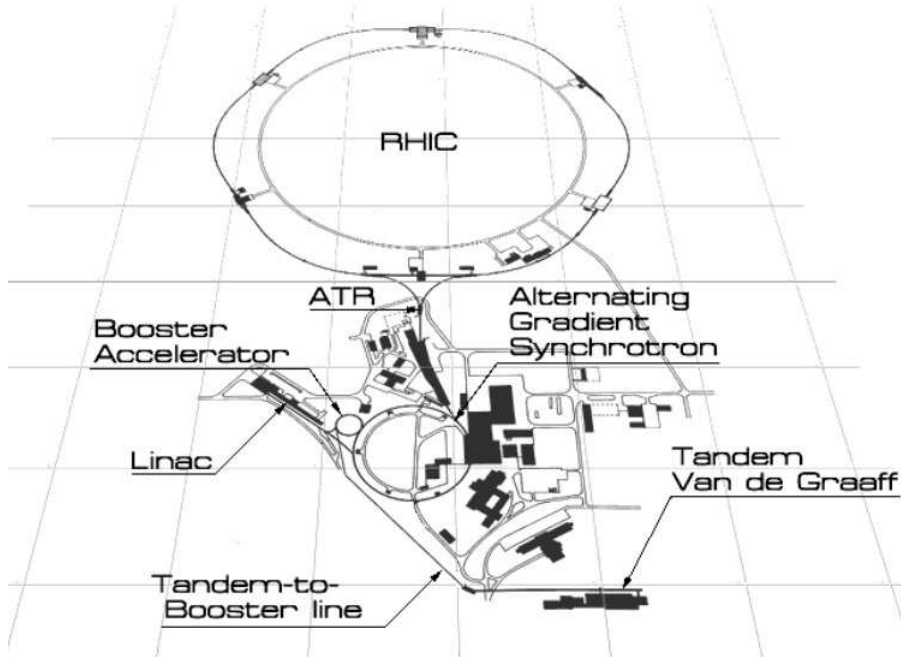 RHIC
ATR
Alternating
Gradient
Synchrotron
Booster
Accelerator
Linac
Tandem
Van de Graaff
Tandem-to-
Booster line